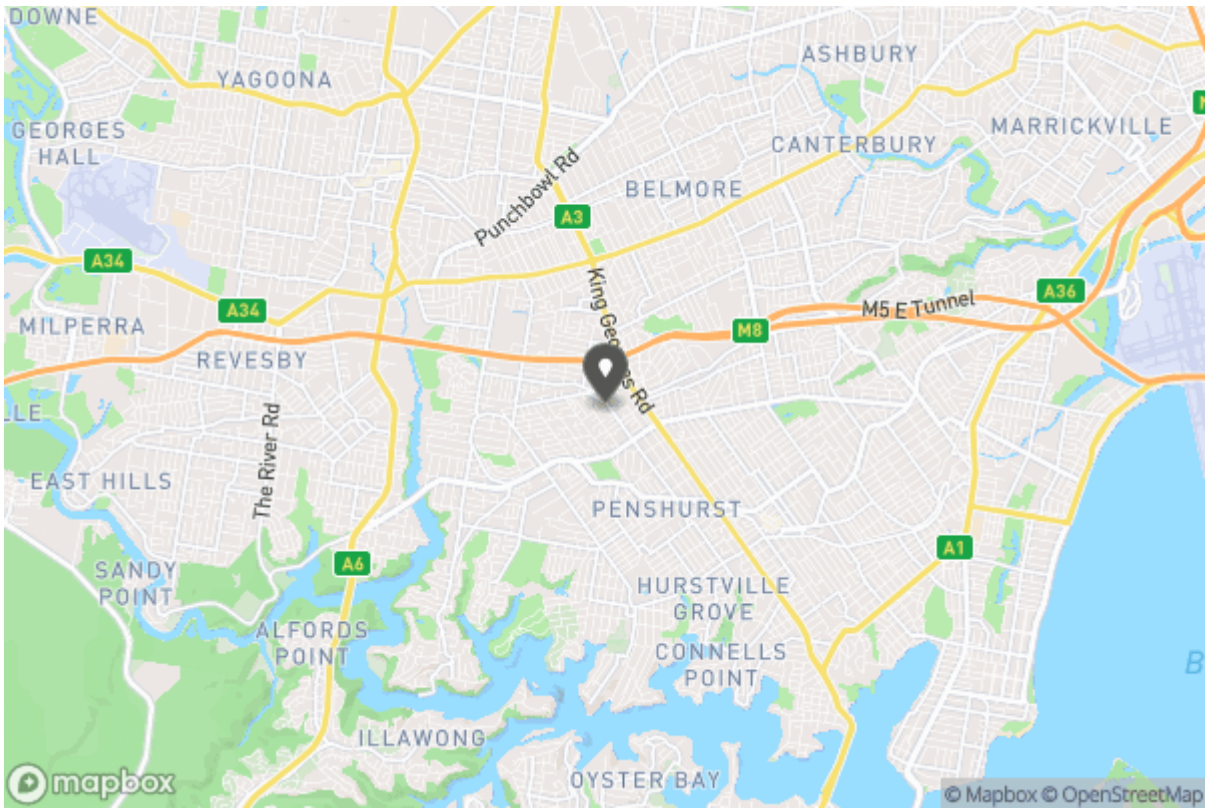 DOWNE
YAGOONA
ASHBURY
GEORGES
HALL
MARRICKVILLE
CANTERBURY
Punchbowl Rd
BELMORE
A3
A34
A34
King Georges Rd
A36
M5 E Tunnel
MILPERRA
M8
REVESBY
LLE
The River Rd
EAST HILLS
PENSHURST
A1
A6
SANDY
POINT
HURSTVILLE
GROVE
ALFORDS
POINT
CONNELLS
POINT
B
ILLAWONG
OYSTER BAY
mapbox
© Mapbox © OpenStreetMap